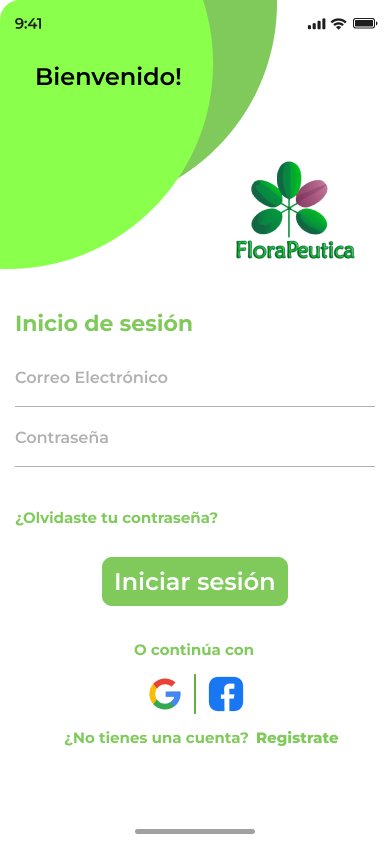 9:41
Bienvenido!
FloraPeutica
Inicio de sesión
Correo Electrónico
Contraseña
¿Olvidaste tu contraseña?
Iniciar sesión
O continúa con
¿No tienes una cuenta? Registrate